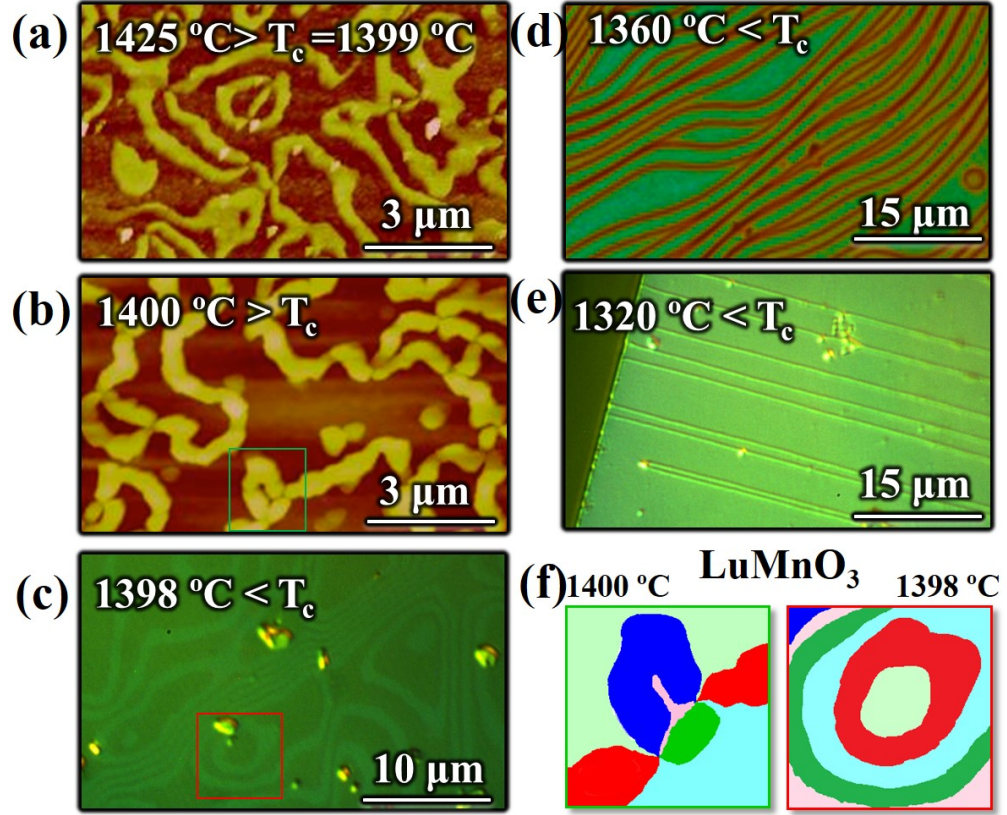 (a)
1425 ºC> Tc =1399 ºC
3 μm
(b)
1400 ºC > Tc
3 μm
(c)
1398 ºC < Tc
10 μm
(d)
1360 ºC < Tc
15 μm
(e)
1320 ºC < Tc
15 μm
(f)
LuMnO3
1400 ºC
1398 ºC